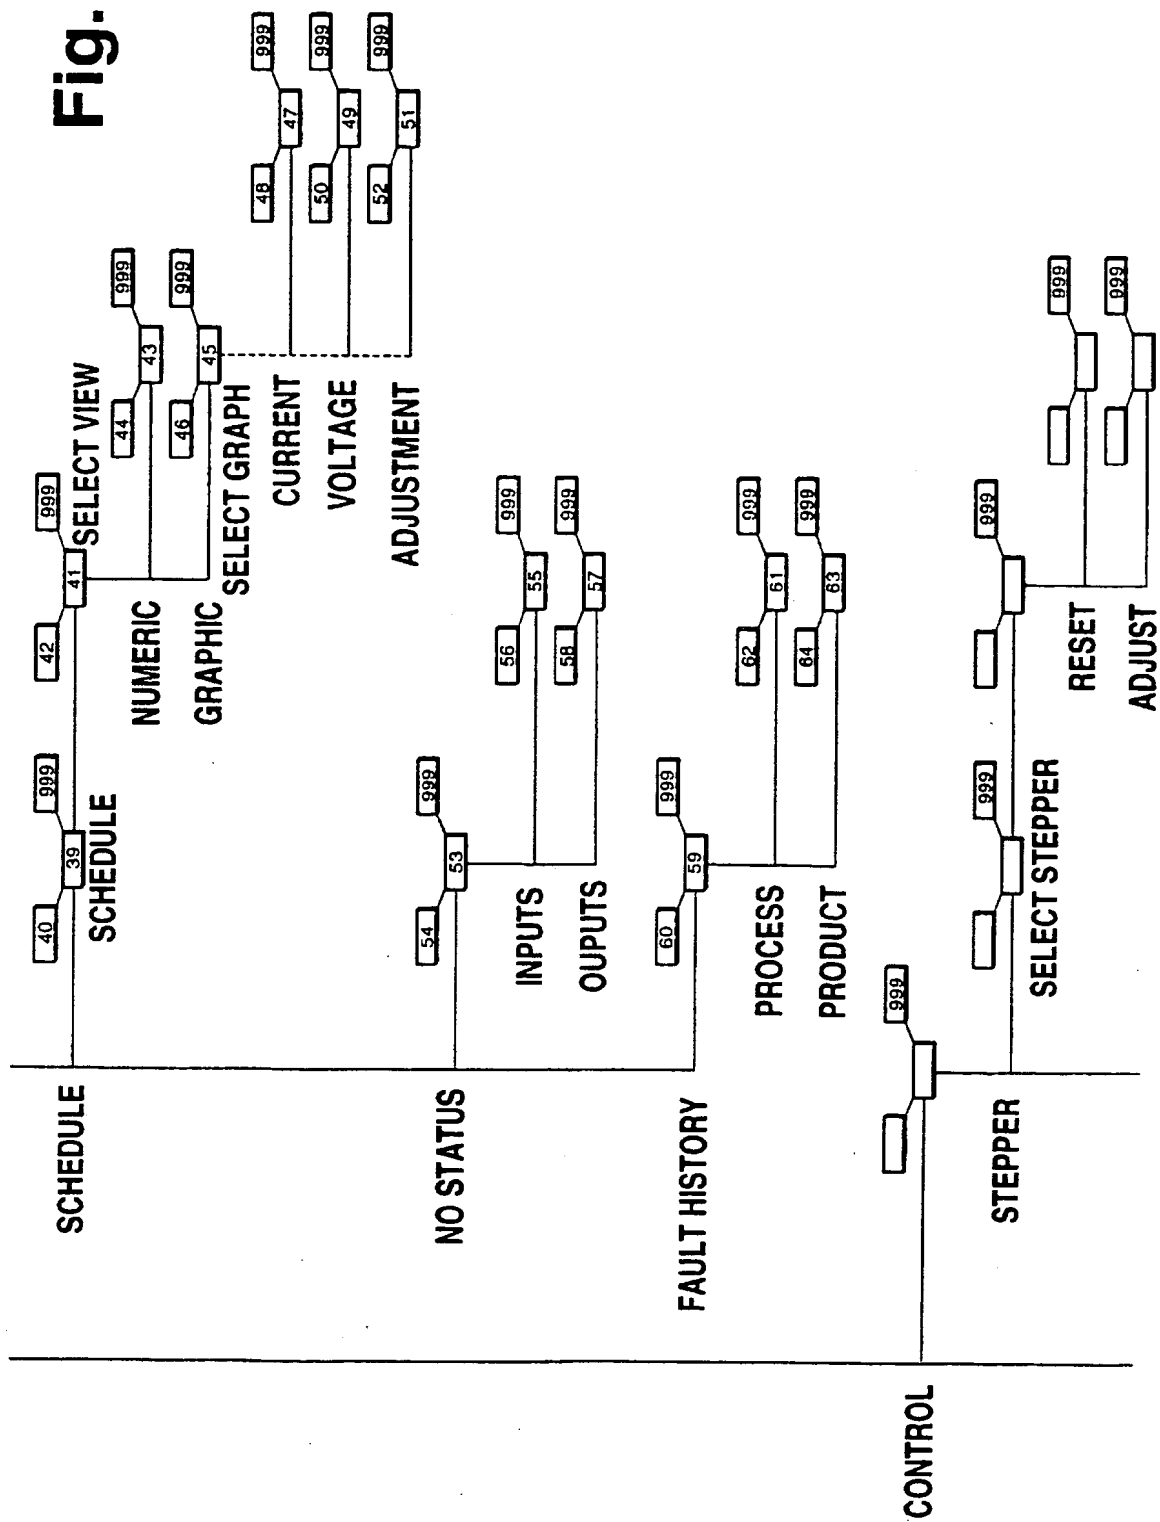 Fig.
40 999 42 999
SCHEDULE 39 41
SCHEDULE SELECT VIEW
44 999
NUMERIC 43
46 999
GRAPHIC 45
SELECT GRAPH
48 999
CURRENT 47
50 999
VOLTAGE 49
52 999
ADJUSTMENT 51
54 999
NO STATUS 53
56 999
INPUTS 55
58 999
OUPUTS 57
60 999
FAULT HISTORY 59
62 999
PROCESS 61
64 999
PRODUCT 63
999
CONTROL
999 999
STEPPER
SELECT STEPPER
999
RESET
999
ADJUST